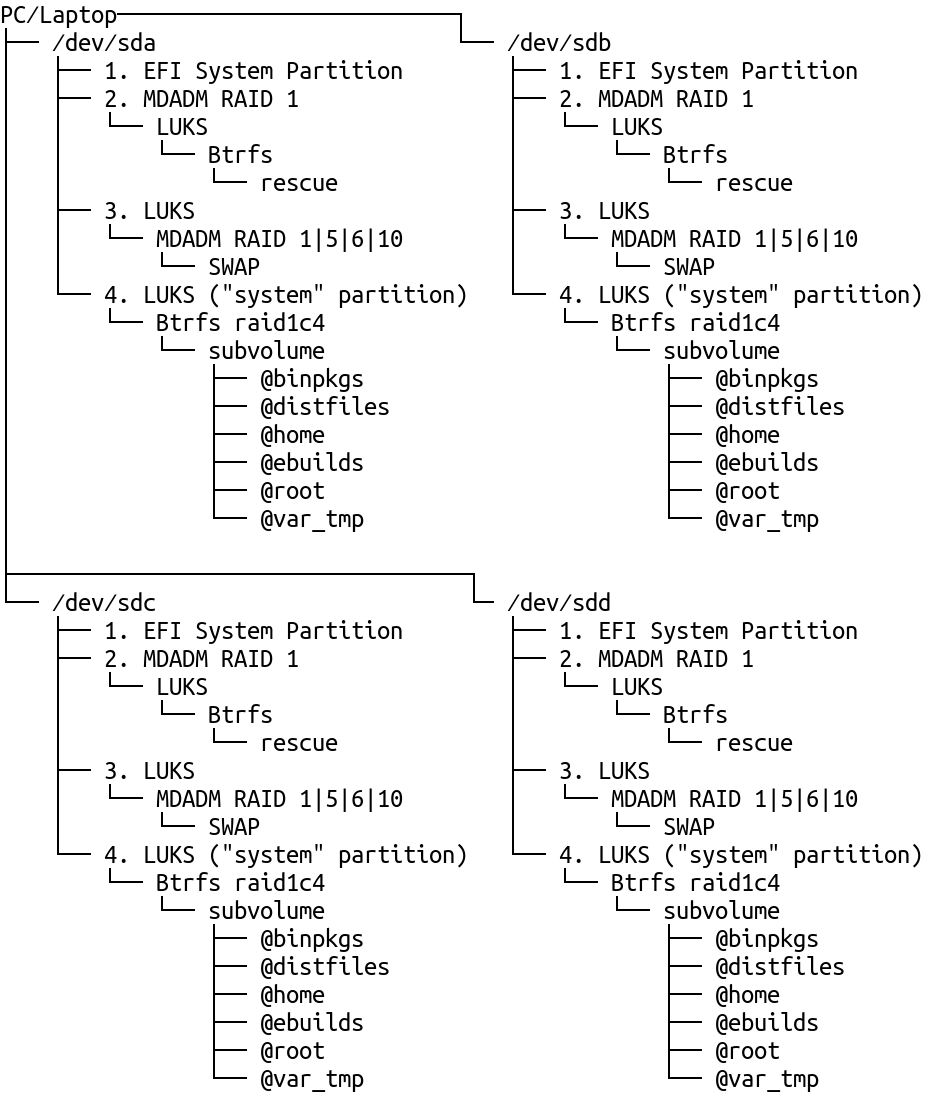 PC/Laptop
/dev/sda
1. EFI System Partition
2. MDADM RAID 1
LUKS
Btrfs
rescue
3. LUKS
MDADM RAID 1|5|6|10
SWAP
4. LUKS ("system" partition)
Btrfs raid1c4
subvolume
@binpkgs
@distfiles
@home
@ebuilds
@root
@var_tmp
/dev/sdb
1. EFI System Partition
2. MDADM RAID 1
LUKS
Btrfs
rescue
3. LUKS
MDADM RAID 1|5|6|10
SWAP
4. LUKS ("system" partition)
Btrfs raid1c4
subvolume
@binpkgs
@distfiles
@home
@ebuilds
@root
@var_tmp
/dev/sdc
1. EFI System Partition
2. MDADM RAID 1
LUKS
Btrfs
rescue
3. LUKS
MDADM RAID 1|5|6|10
SWAP
4. LUKS ("system" partition)
Btrfs raid1c4
subvolume
@binpkgs
@distfiles
@home
@ebuilds
@root
@var_tmp
/dev/sdd
1. EFI System Partition
2. MDADM RAID 1
LUKS
Btrfs
rescue
3. LUKS
MDADM RAID 1|5|6|10
SWAP
4. LUKS ("system" partition)
Btrfs raid1c4
subvolume
@binpkgs
@distfiles
@home
@ebuilds
@root
@var_tmp